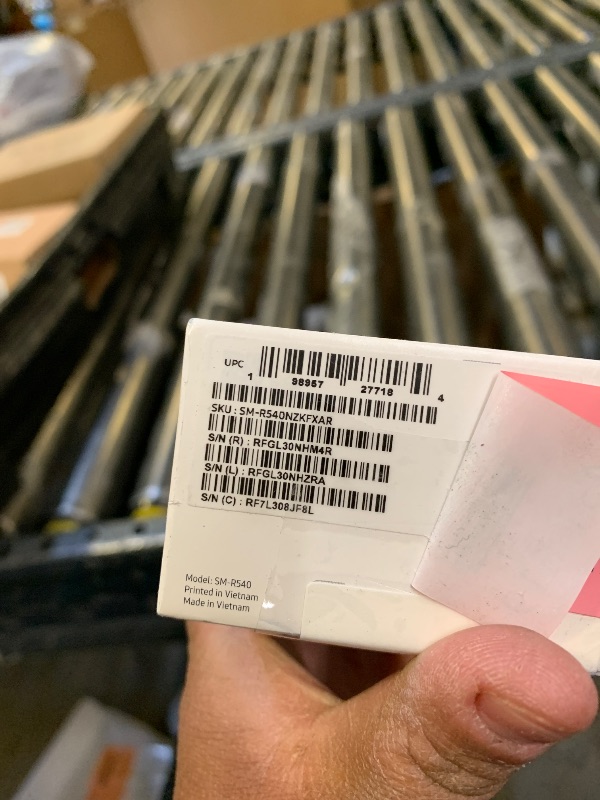 UPC
1 98957 27718 4
SKU : SM-R540NZKFXAR
S/N (R) : RFGL30NHM4R
S/N (L) : RFGL30NHZRA
S/N (C) : RF7L308JF8L
Model: SM-R540
Printed in Vietnam
Made in Vietnam